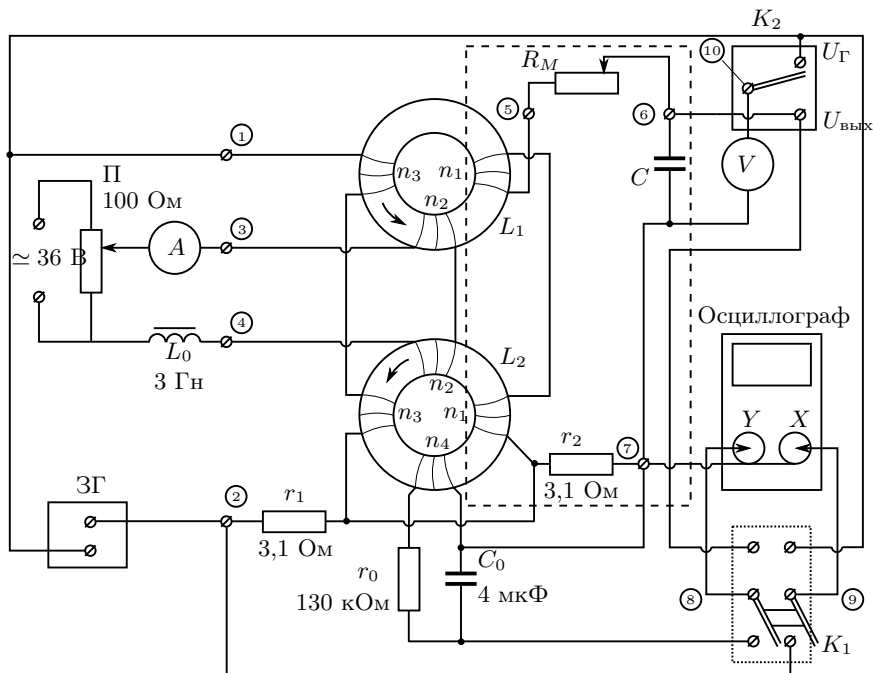 K₂
R_M
10
U_Г
5
6
U_вых
1
П
100 Ом
n₃
n₁
n₂
C
V
L₁
3
A
≃ 36 В
4
Осциллограф
L₀
3 Гн
L₂
n₂
n₃
n₁
n₄
Y
X
r₂
7
3,1 Ом
ЗГ
2
r₁
3,1 Ом
r₀
130 кОм
C₀
4 мкФ
8
9
K₁